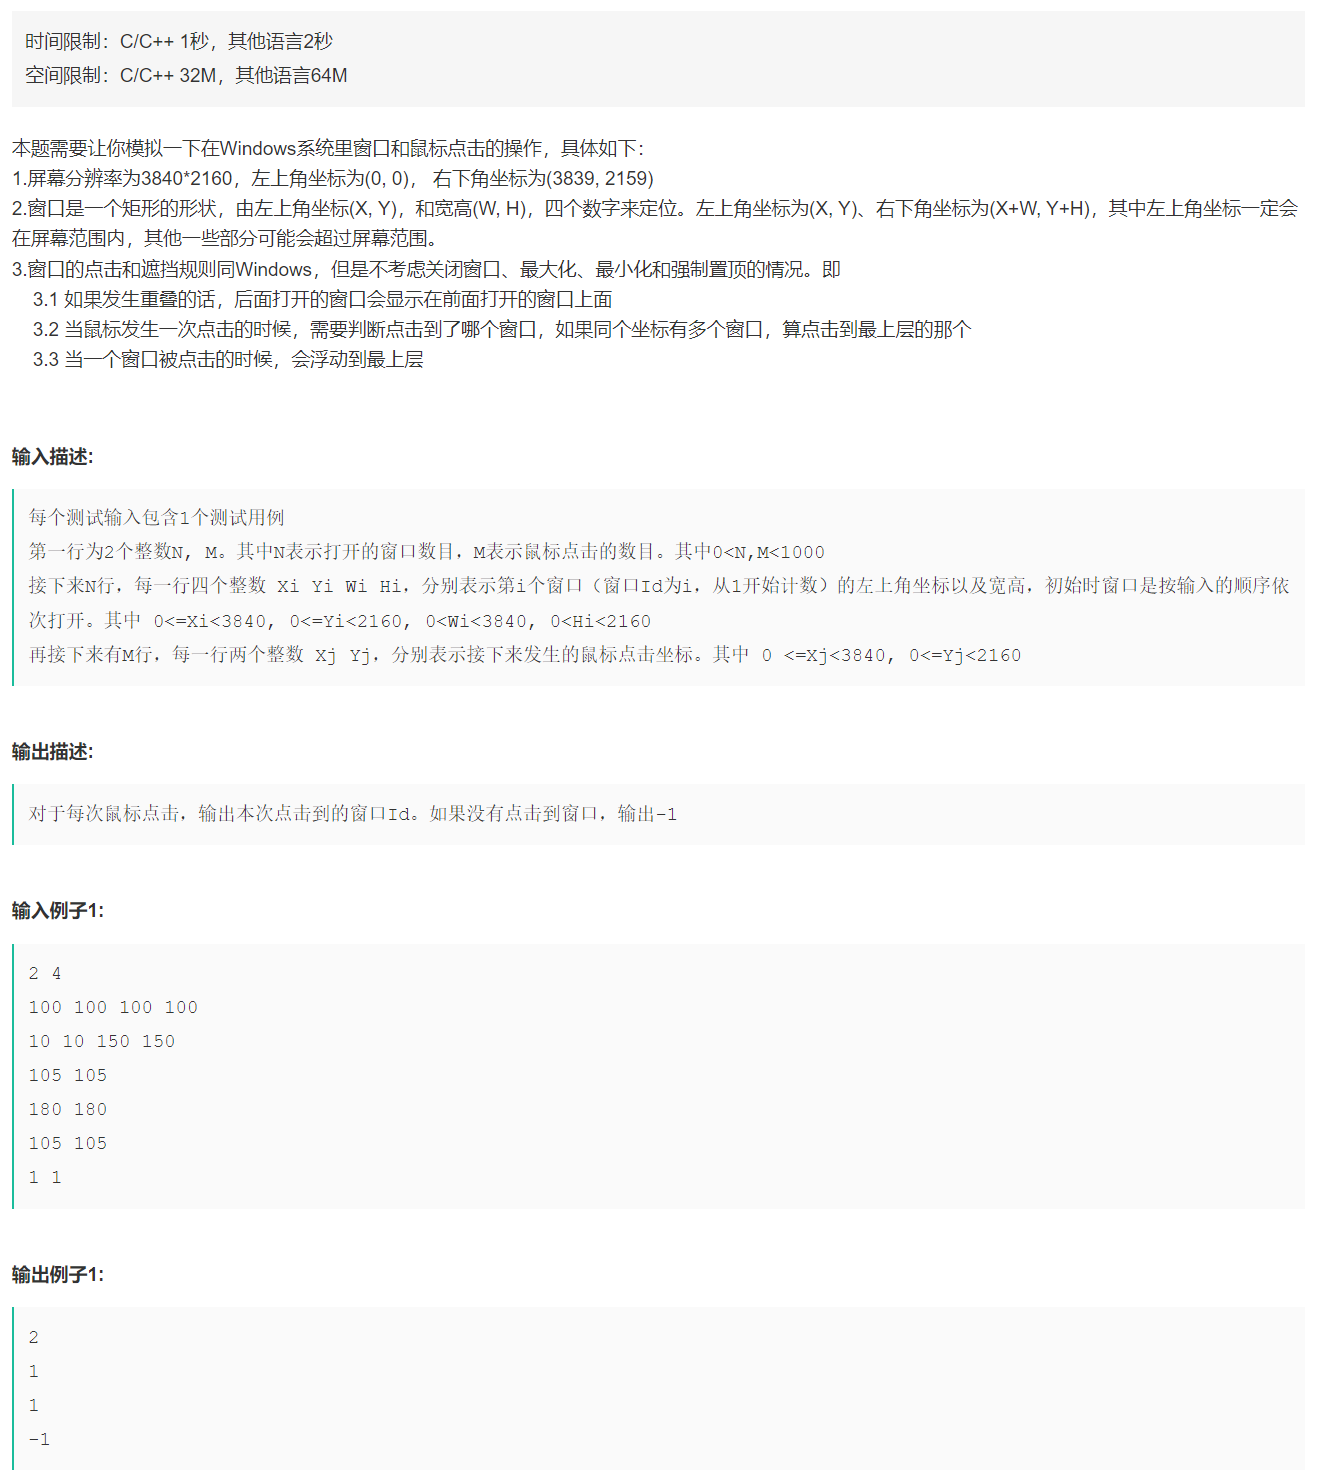 时间限制：C/C++ 1秒，其他语言2秒
空间限制：C/C++ 32M，其他语言64M
本题需要让你模拟一下在Windows系统里窗口和鼠标点击的操作，具体如下：
1.屏幕分辨率为3840*2160，左上角坐标为(0, 0)， 右下角坐标为(3839, 2159)
2.窗口是一个矩形的形状，由左上角坐标(X, Y)，和宽高(W, H)，四个数字来定位。左上角坐标为(X, Y)、右下角坐标为(X+W, Y+H)，其中左上角坐标一定会
在屏幕范围内，其他一些部分可能会超过屏幕范围。
3.窗口的点击和遮挡规则同Windows，但是不考虑关闭窗口、最大化、最小化和强制置顶的情况。即
3.1 如果发生重叠的话，后面打开的窗口会显示在前面打开的窗口上面
3.2 当鼠标发生一次点击的时候，需要判断点击到了哪个窗口，如果同个坐标有多个窗口，算点击到最上层的那个
3.3 当一个窗口被点击的时候，会浮动到最上层
输入描述:
每个测试输入包含1个测试用例
第一行为2个整数N, M。其中N表示打开的窗口数目，M表示鼠标点击的数目。其中0<N,M<1000
接下来N行，每一行四个整数 Xi Yi Wi Hi，分别表示第i个窗口（窗口Id为i，从1开始计数）的左上角坐标以及宽高，初始时窗口是按输入的顺序依
次打开。其中 0<=Xi<3840, 0<=Yi<2160, 0<Wi<3840, 0<Hi<2160
再接下来有M行，每一行两个整数 Xj Yj，分别表示接下来发生的鼠标点击坐标。其中 0 <=Xj<3840, 0<=Yj<2160
输出描述:
对于每次鼠标点击，输出本次点击到的窗口Id。如果没有点击到窗口，输出-1
输入例子1:
2 4
100 100 100 100
10 10 150 150
105 105
180 180
105 105
1 1
输出例子1:
2
1
1
-1